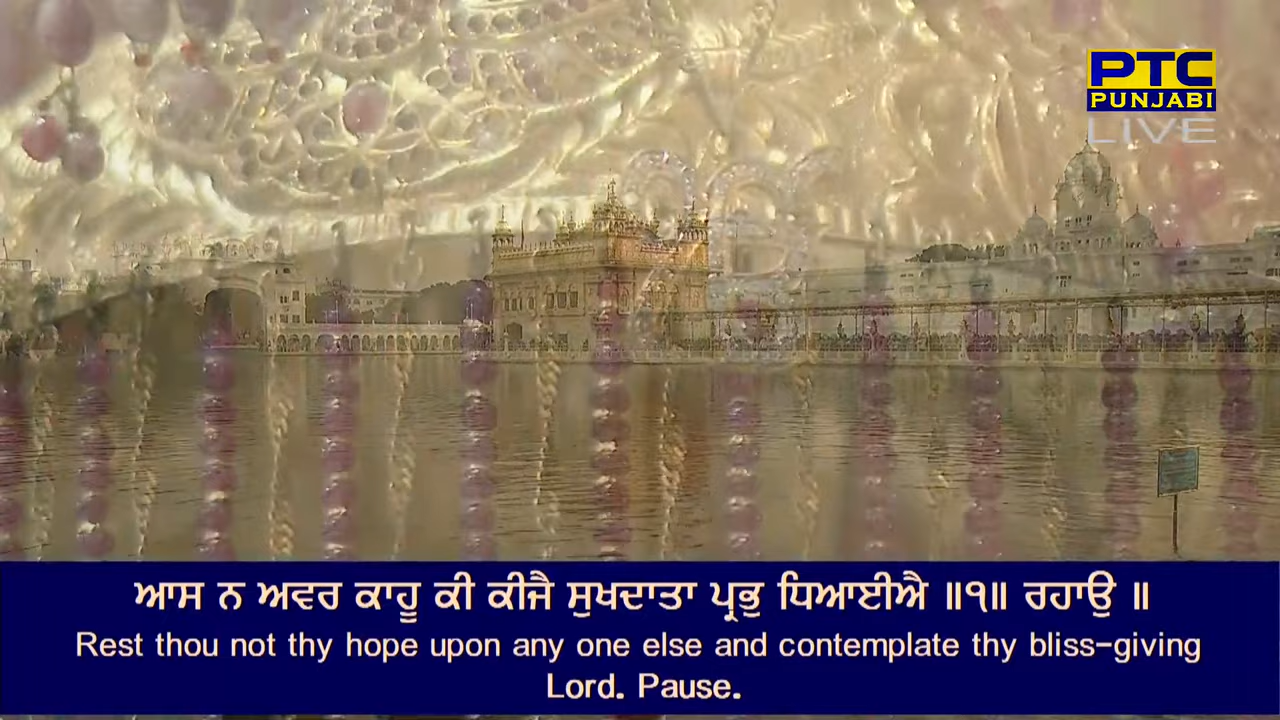 PTC
PUNJABI
LIVE
ਆਸ ਨ ਅਵਰ ਕਾਹੂ ਕੀ ਕੀਜੈ ਸੁਖਦਾਤਾ ਪ੍ਰਭੁ ਧਿਆਈਐ ॥੧॥ ਰਹਾਉ ॥
Rest thou not thy hope upon any one else and contemplate thy bliss-giving
Lord. Pause.